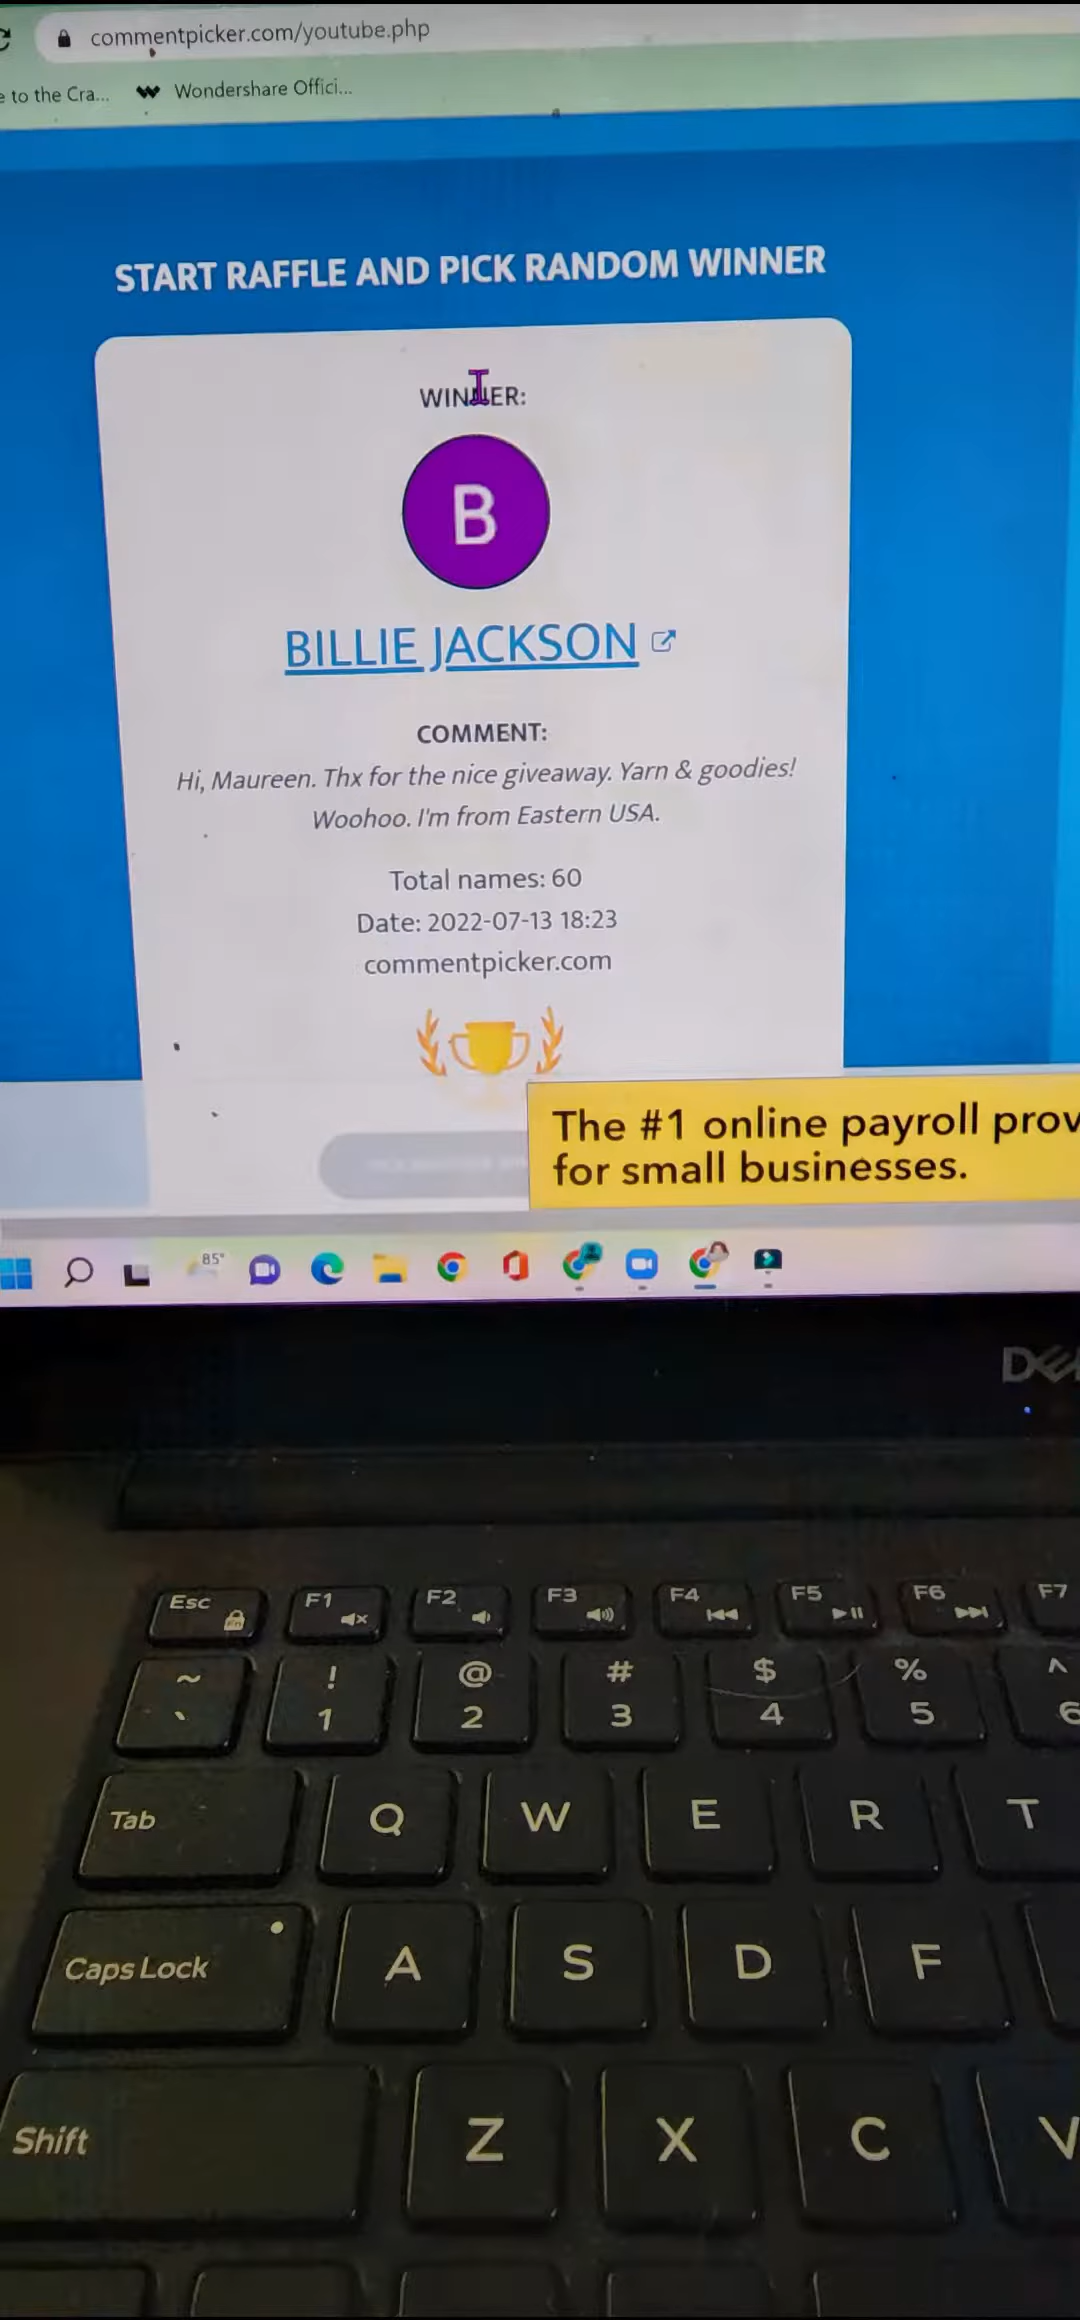 commentpicker.com/youtube.php
e to the Cra... Wondershare Offici...
START RAFFLE AND PICK RANDOM WINNER
WINNER:
B
BILLIE JACKSON
COMMENT:
Hi, Maureen. Thx for the nice giveaway. Yarn & goodies!
Woohoo. I'm from Eastern USA.
Total names: 60
Date: 2022-07-13 18:23
commentpicker.com
The #1 online payroll prov
for small businesses.
85°
DELL
Esc F1 F2 F3 F4 F5 F6 F7
~ ! @ # $ % ^
` 1 2 3 4 5 6
Tab Q W E R T
Caps Lock A S D F
Shift Z X C V